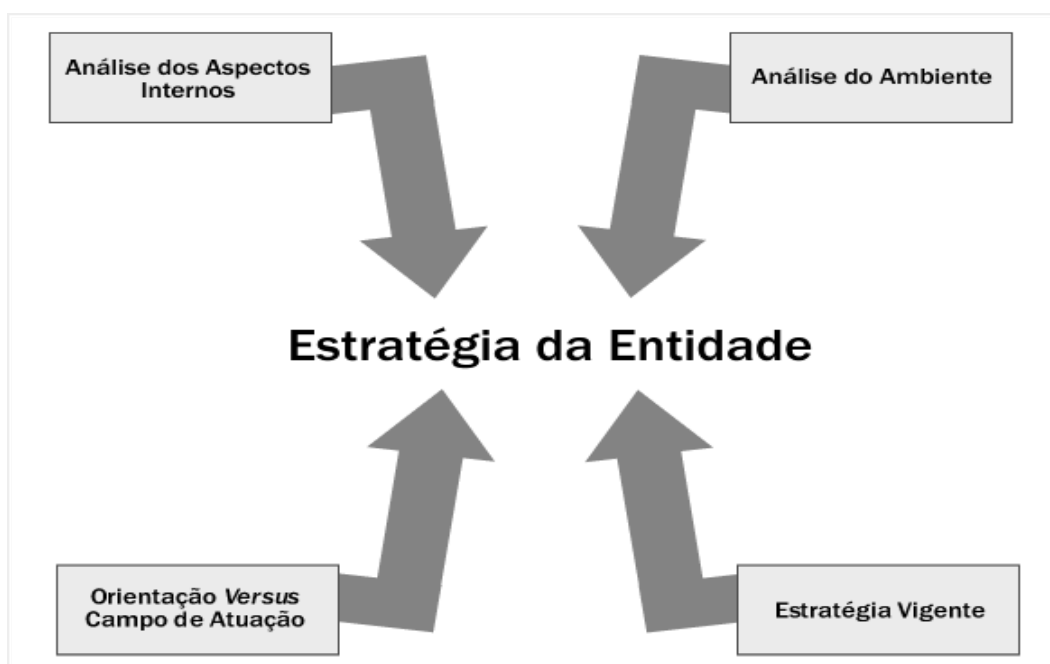 Análise dos Aspectos
Internos
Análise do Ambiente
Estratégia da Entidade
Orientação Versus
Campo de Atuação
Estratégia Vigente